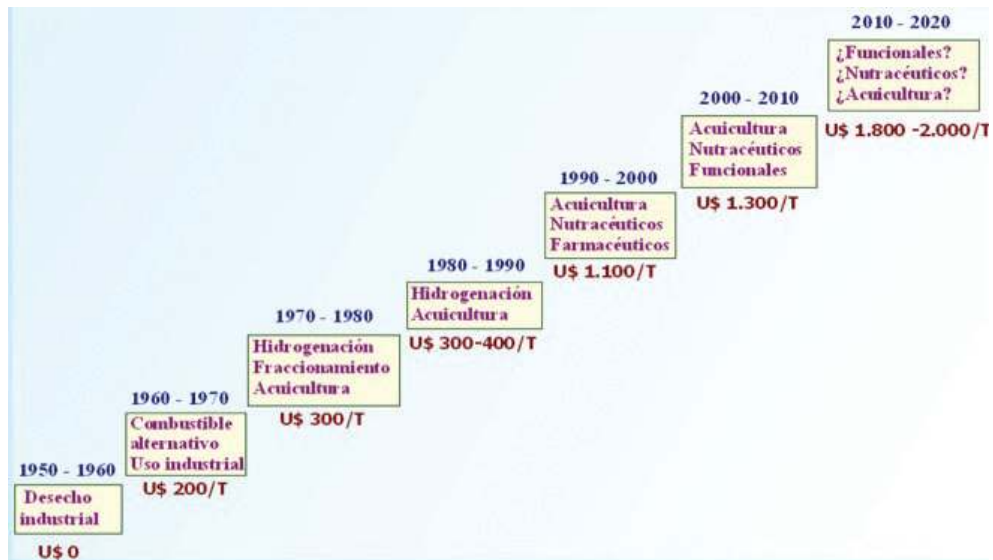 1950 - 1960
Desecho
industrial
U$ 0
1960 - 1970
Combustible
alternativo
Uso industrial
U$ 200/T
1970 - 1980
Hidrogenación
Fraccionamiento
Acuicultura
U$ 300/T
1980 - 1990
Hidrogenación
Acuicultura
U$ 300-400/T
1990 - 2000
Acuicultura
Nutracéuticos
Farmacéuticos
U$ 1.100/T
2000 - 2010
Acuicultura
Nutracéuticos
Funcionales
U$ 1.300/T
2010 - 2020
¿Funcionales?
¿Nutracéuticos?
¿Acuicultura?
U$ 1.800 -2.000/T